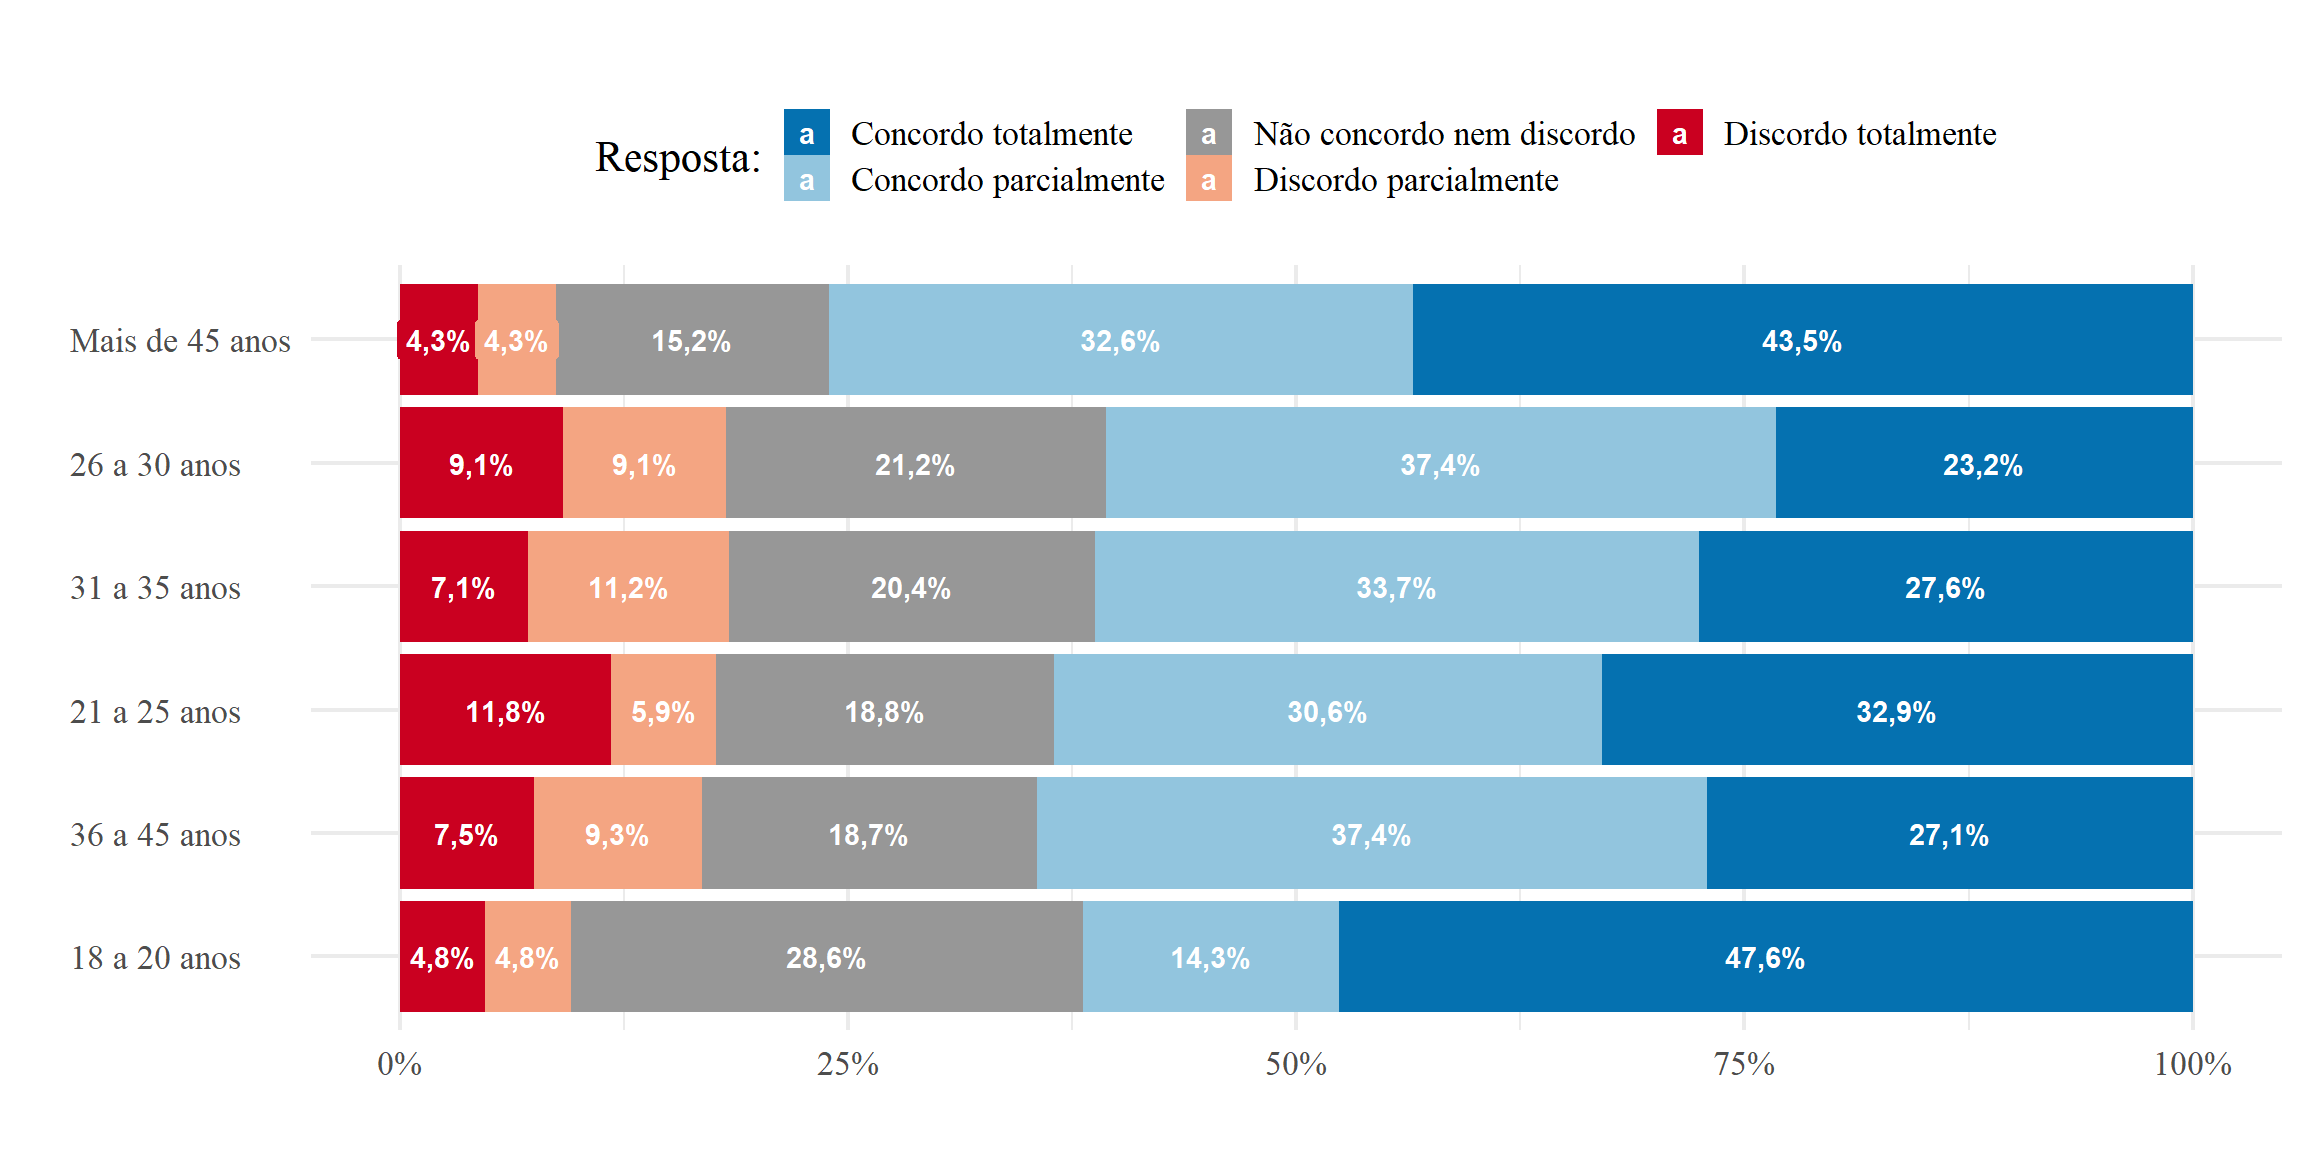 Resposta:
a Concordo totalmente a Não concordo nem discordo a Discordo totalmente
a Concordo parcialmente a Discordo parcialmente
Mais de 45 anos 4,3% 4,3% 15,2% 32,6% 43,5%
26 a 30 anos 9,1% 9,1% 21,2% 37,4% 23,2%
31 a 35 anos 7,1% 11,2% 20,4% 33,7% 27,6%
21 a 25 anos 11,8% 5,9% 18,8% 30,6% 32,9%
36 a 45 anos 7,5% 9,3% 18,7% 37,4% 27,1%
18 a 20 anos 4,8% 4,8% 28,6% 14,3% 47,6%
0% 25% 50% 75% 100%